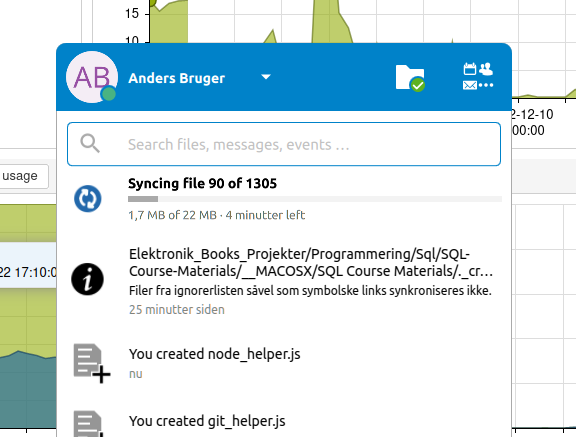 15
10
AB
Anders Bruger
Search files, messages, events …
2-12-10
00:00
usage
Syncing file 90 of 1305
1,7 MB of 22 MB · 4 minutter left
22 17:10:0
Elektronik_Books_Projekter/Programmering/Sql/SQL-
Course-Materials/__MACOSX/SQL Course Materials/._cr…
Filer fra ignorerlisten såvel som symbolske links synkroniseres ikke.
25 minutter siden
You created node_helper.js
nu
You created git_helper.js